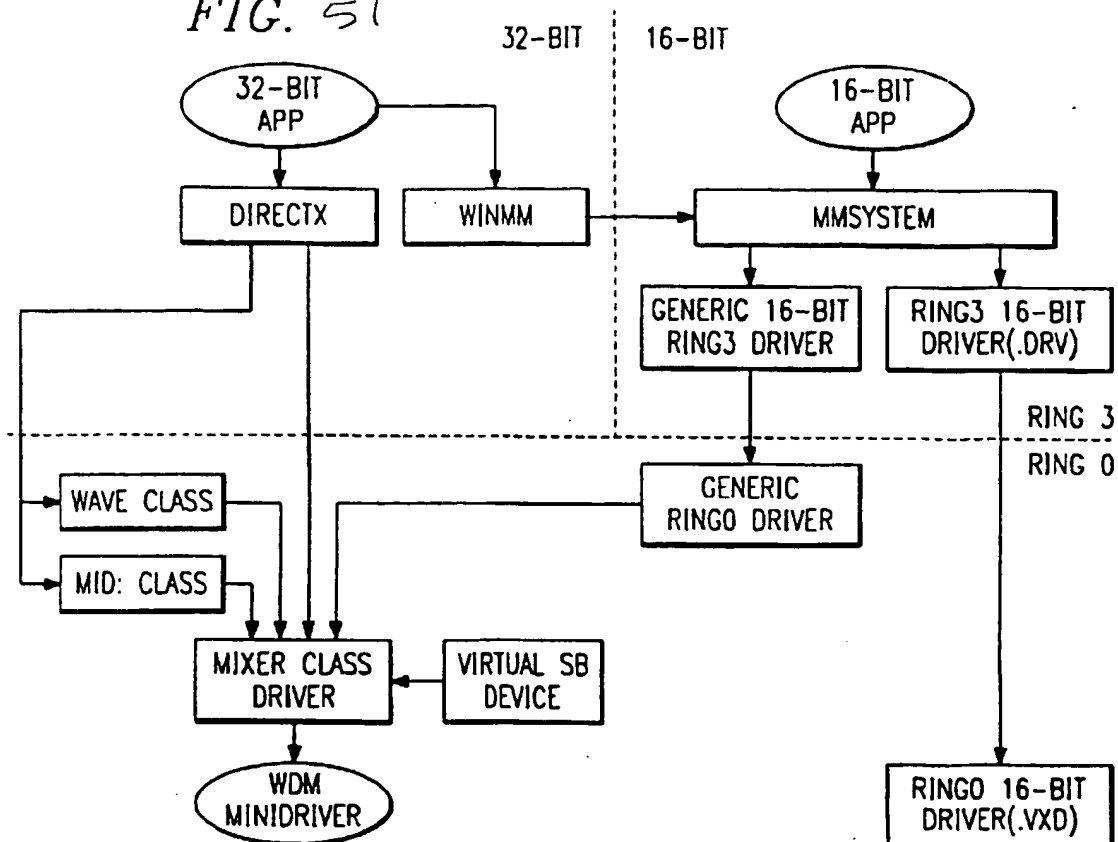 FIG. 51
32-BIT
16-BIT
32-BIT
APP
16-BIT
APP
DIRECTX
WINMM
MMSYSTEM
GENERIC 16-BIT
RING3 DRIVER
RING3 16-BIT
DRIVER(.DRV)
RING 3
RING 0
WAVE CLASS
GENERIC
RING0 DRIVER
MID: CLASS
MIXER CLASS
DRIVER
VIRTUAL SB
DEVICE
WDM
MINIDRIVER
RING0 16-BIT
DRIVER(.VXD)